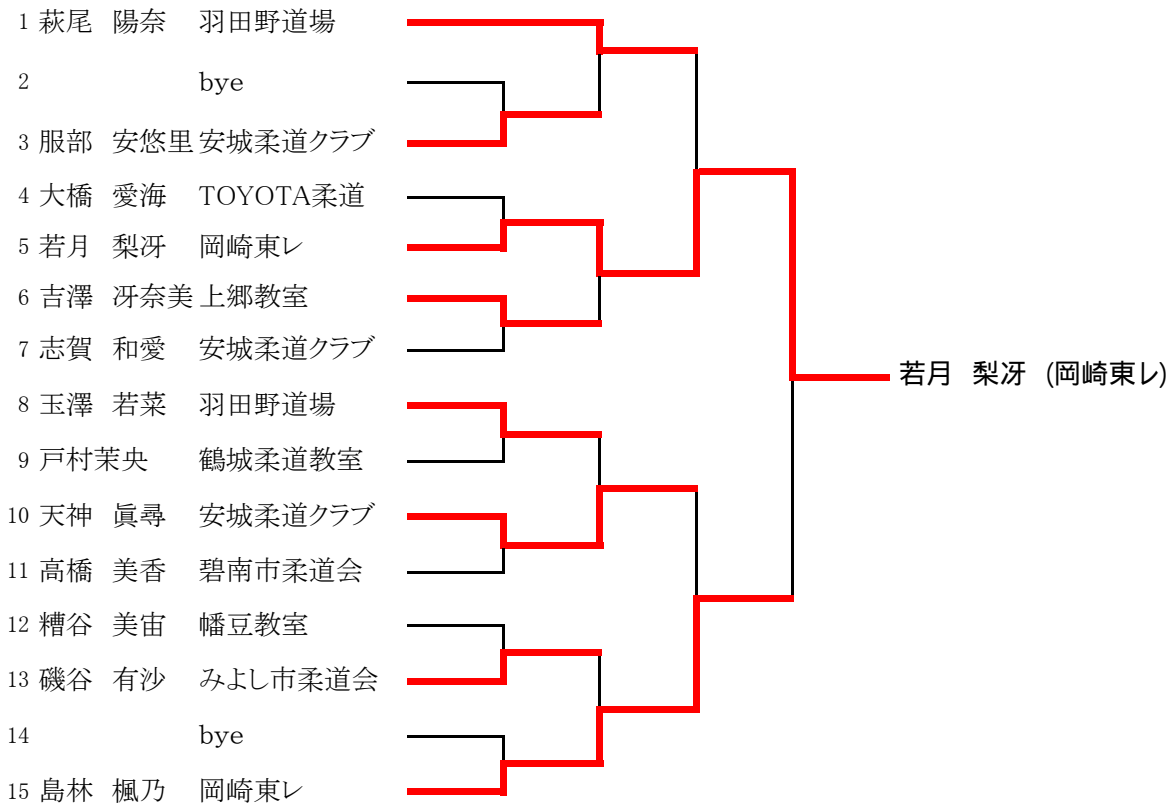 1 萩尾 陽奈 羽田野道場
2 bye
3 服部 安悠里 安城柔道クラブ
4 大橋 愛海 TOYOTA柔道
5 若月 梨冴 岡崎東レ
6 吉澤 冴奈美 上郷教室
7 志賀 和愛 安城柔道クラブ
若月 梨冴 (岡崎東レ)
8 玉澤 若菜 羽田野道場
9 戸村茉央 鶴城柔道教室
10 天神 眞尋 安城柔道クラブ
11 高橋 美香 碧南市柔道会
12 糟谷 美宙 幡豆教室
13 磯谷 有沙 みよし市柔道会
14 bye
15 島林 楓乃 岡崎東レ